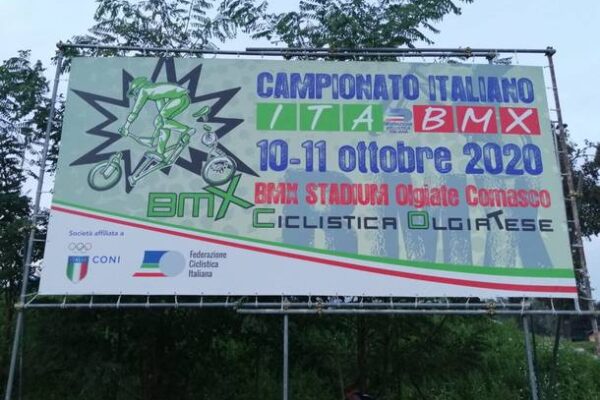 CAMPIONATO ITALIANO
ITA BMX
10-11 ottobre 2020
BMX STADIUM Olgiate Comasco
BMX CICLISTICA OLGIATESE
Società affiliata a
CONI
Federazione
Ciclistica
Italiana